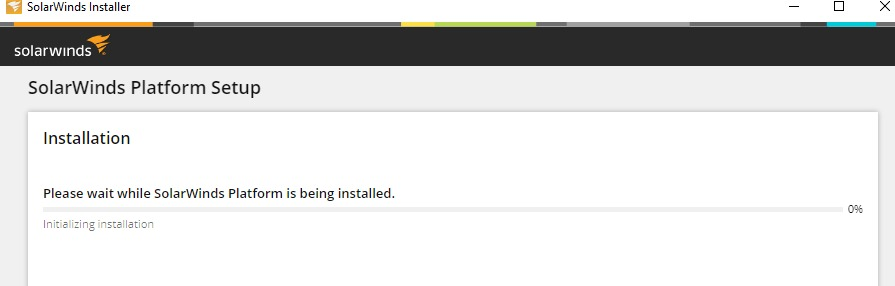 SolarWinds Installer
solarwinds
SolarWinds Platform Setup
Installation
Please wait while SolarWinds Platform is being installed.
0%
Initializing installation